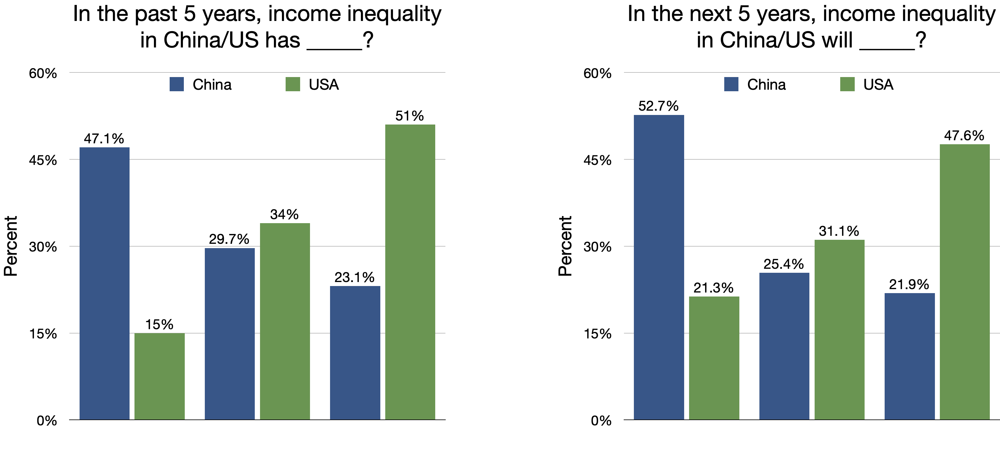 In the past 5 years, income inequality
in China/US has _____?
60%
China
USA
51%
47.1%
45%
34%
29.7%
30%
23.1%
15%
15%
0%
Percent
In the next 5 years, income inequality
in China/US will _____?
60%
China
USA
52.7%
47.6%
45%
31.1%
30%
25.4%
21.9%
21.3%
15%
0%
Percent